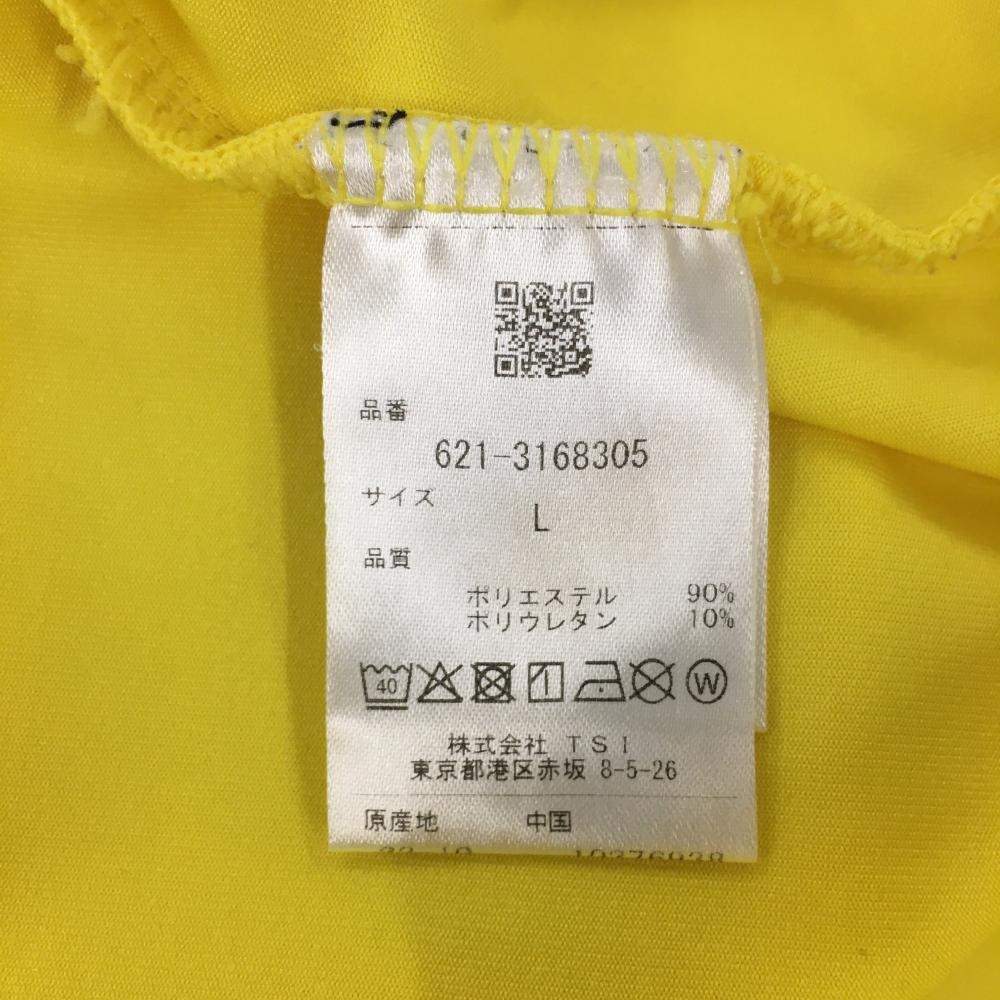 品番
621-3168305
サイズ
L
品質
ポリエステル 90%
ポリウレタン 10%
40 W
株式会社 TSI
東京都港区赤坂 8-5-26
原産地 中国